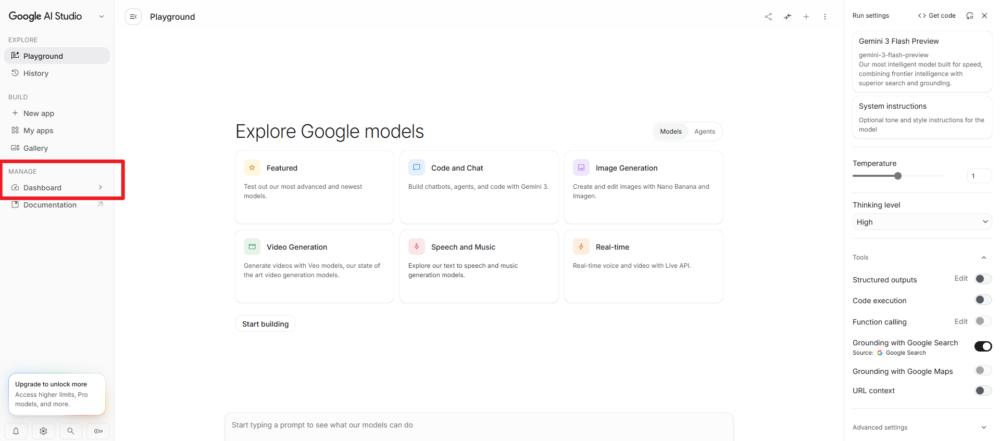 Google AI Studio
EXPLORE
Playground
History
BUILD
New app
My apps
Gallery
MANAGE
Dashboard
Documentation
Upgrade to unlock more
Access higher limits, Pro
models, and more.
Playground
Explore Google models
Models
Agents
Featured
Test out our most advanced and newest
models.
Code and Chat
Build chatbots, agents, and code with Gemini 3.
Image Generation
Create and edit images with Nano Banana and
Imagen.
Video Generation
Generate videos with Veo models, our state of
the art video generation models.
Speech and Music
Explore our text to speech and music
generation models.
Real-time
Real-time voice and video with Live API.
Start building
Start typing a prompt to see what our models can do
Run settings
Get code
Gemini 3 Flash Preview
gemini-3-flash-preview
Our most intelligent model built for speed,
combining frontier intelligence with
superior search and grounding.
System instructions
Optional tone and style instructions for the
model
Temperature
1
Thinking level
High
Tools
Structured outputs
Edit
Code execution
Function calling
Edit
Grounding with Google Search
Source: Google Search
Grounding with Google Maps
URL context
Advanced settings